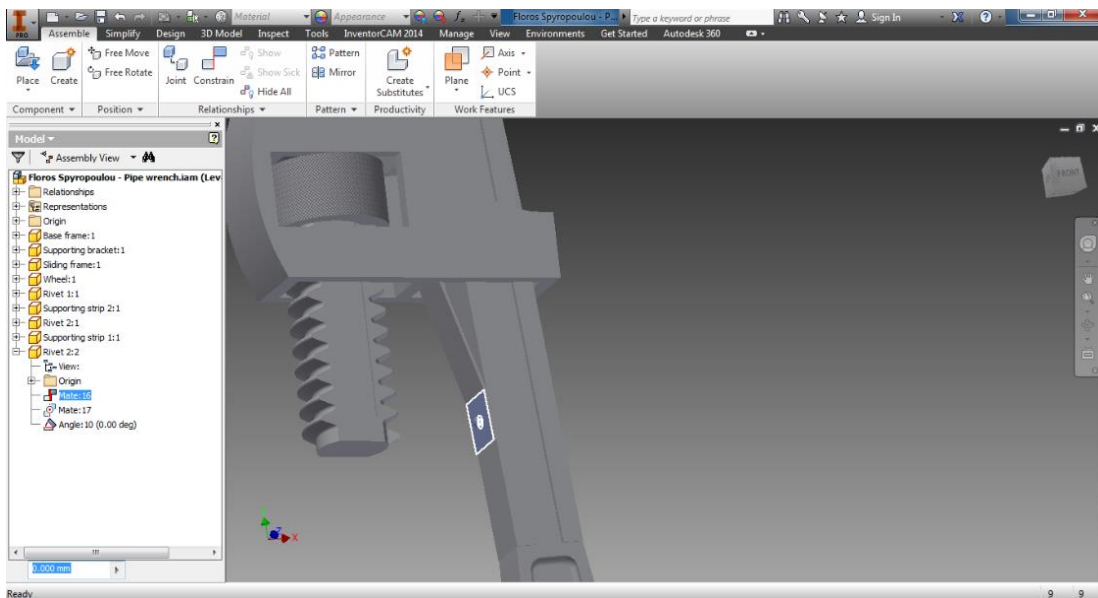 PRO
Material
Appearance
Floros Spyropoulou - P...
Type a keyword or phrase
Sign In
Assemble Simplify Design 3D Model Inspect Tools InventorCAM 2014 Manage View Environments Get Started Autodesk 360
Place
Create
Free Move
Free Rotate
Joint
Constrain
Show
Show Sick
Hide All
Pattern
Mirror
Create
Substitutes
Plane
Axis
Point
UCS
Component Position Relationships Pattern Productivity Work Features
Model
Assembly View
Floros Spyropoulou - Pipe wrench.iam (Lev
Relationships
Representations
Origin
Base frame:1
Supporting bracket:1
Sliding frame:1
Wheel:1
Rivet 1:1
Supporting strip 2:1
Rivet 2:1
Supporting strip 1:1
Rivet 2:2
View:
Origin
Mate:16
Mate:17
Angle:10 (0.00 deg)
0.000 mm
FRONT
X
Ready
9 9